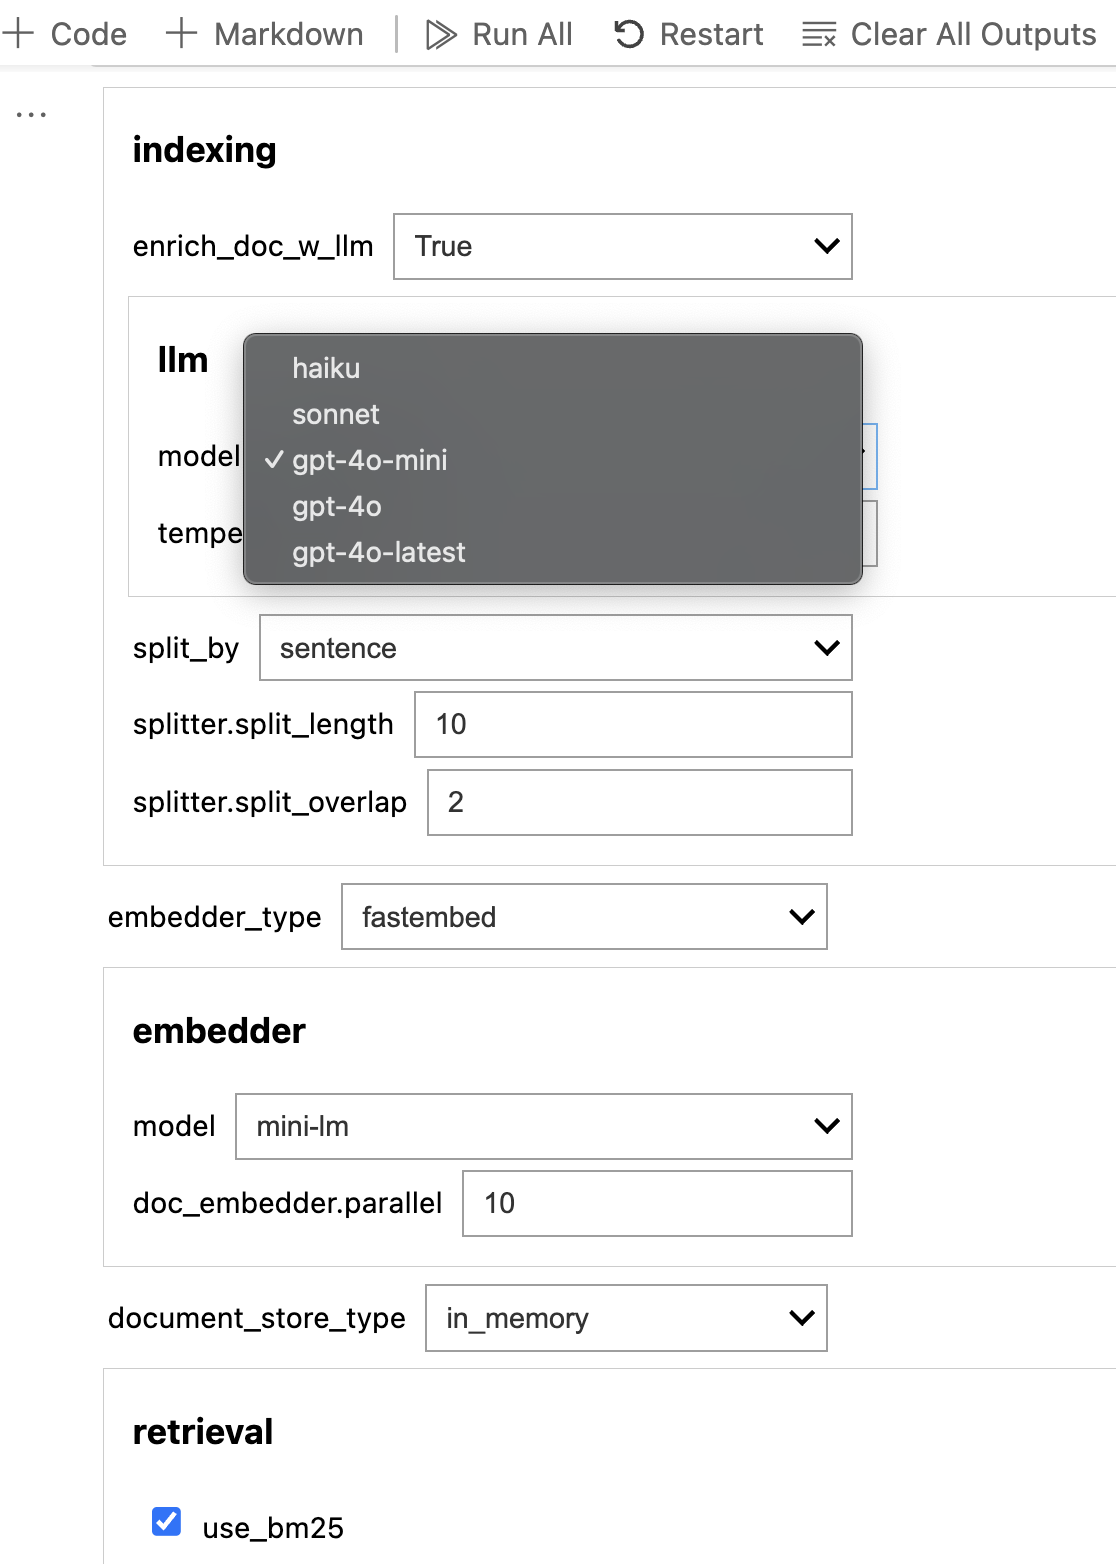 Code Markdown Run All Restart Clear All Outputs
...
indexing
enrich_doc_w_llm True
llm
haiku
sonnet
model ✓ gpt-4o-mini
gpt-4o
tempe
gpt-4o-latest
split_by sentence
splitter.split_length 10
splitter.split_overlap 2
embedder_type fastembed
embedder
model mini-lm
doc_embedder.parallel 10
document_store_type in_memory
retrieval
use_bm25